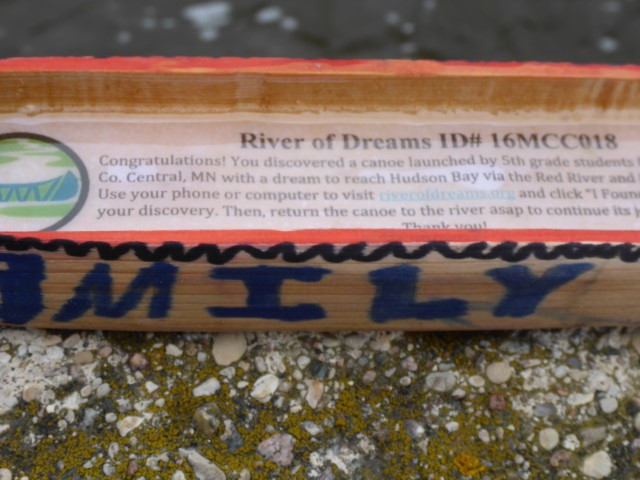 River of Dreams ID# 16MCC018
Congratulations! You discovered a canoe launched by 5th grade students
Co. Central, MN with a dream to reach Hudson Bay via the Red River and
Use your phone or computer to visit riverofdreams.org and click "I Foun
your discovery. Then, return the canoe to the river asap to continue its
Thank you!
AMILY